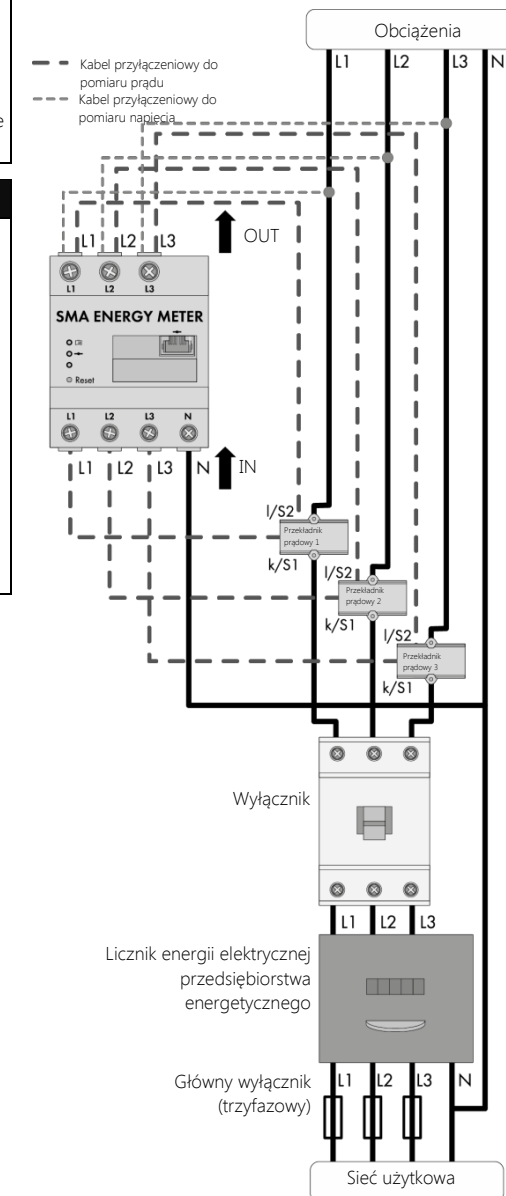 Obciążenia
L1 L2 L3 N
Kabel przyłączeniowy do
pomiaru prądu
Kabel przyłączeniowy do
pomiaru napięcia
e
L1 L2 L3
OUT
L1 L2 L3
SMA ENERGY METER
Reset
L1 L2 L3 N
L1 L2 L3 N IN
l/S2
Przekładnik
prądowy 1
k/S1
l/S2
Przekładnik
prądowy 2
k/S1
l/S2
Przekładnik
prądowy 3
k/S1
Wyłącznik
L1 L2 L3
Licznik energii elektrycznej
przedsiębiorstwa
energetycznego
L1 L2 L3 N
Główny wyłącznik
(trzyfazowy)
Sieć użytkowa